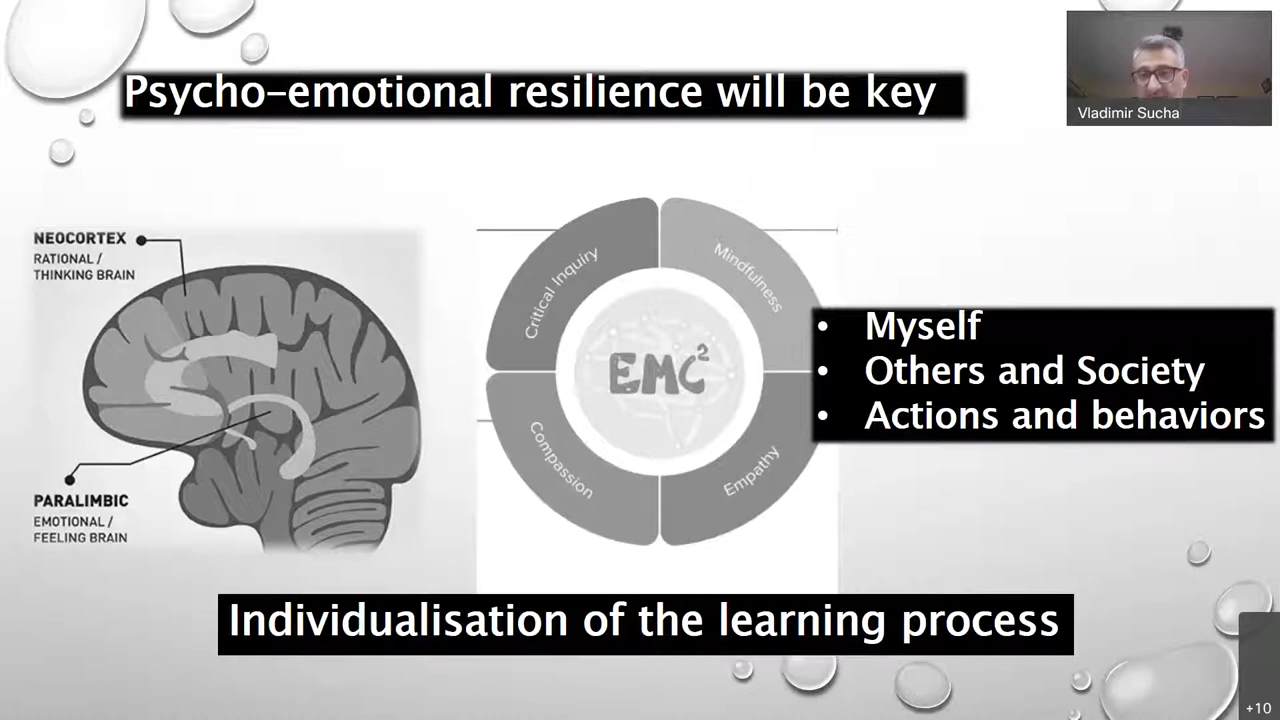 Psycho-emotional resilience will be key
Vladimir Sucha
NEOCORTEX
RATIONAL /
THINKING BRAIN
PARALIMBIC
EMOTIONAL /
FEELING BRAIN
Critical Inquiry
Mindfulness
EMC²
Compassion
Empathy
• Myself
• Others and Society
• Actions and behaviors
Individualisation of the learning process
+10